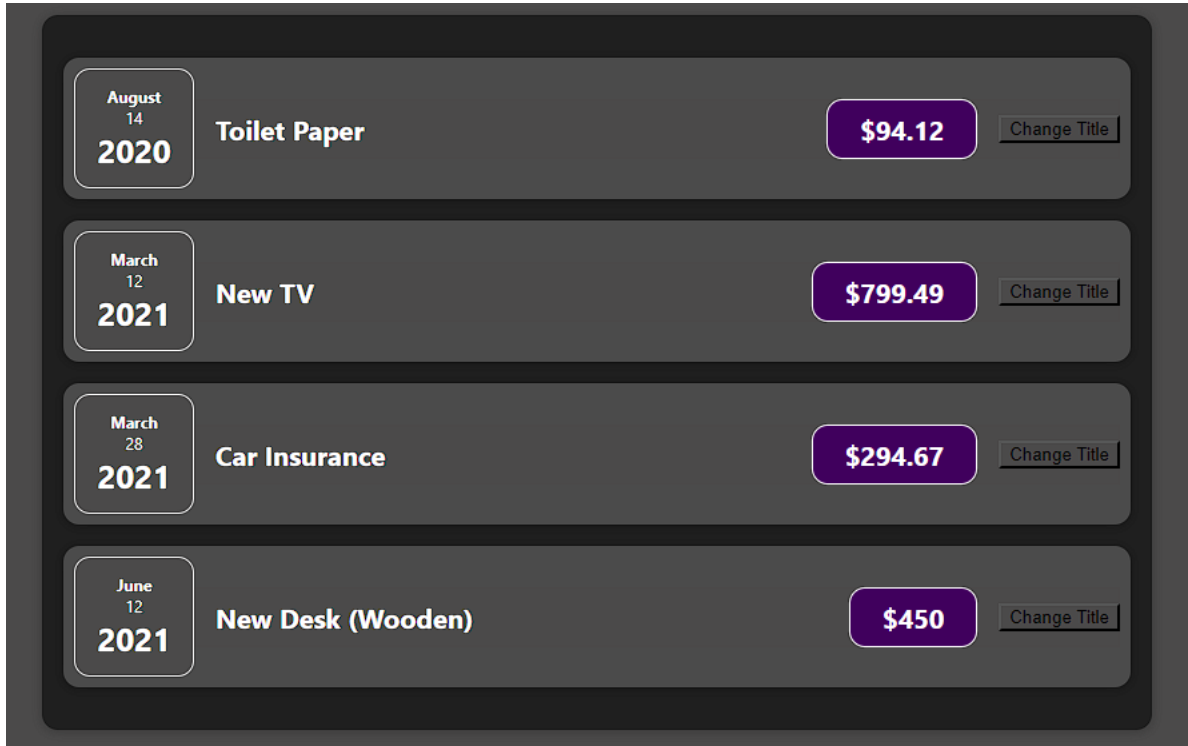 August
14
2020
Toilet Paper
$94.12
Change Title
March
12
2021
New TV
$799.49
Change Title
March
28
2021
Car Insurance
$294.67
Change Title
June
12
2021
New Desk (Wooden)
$450
Change Title